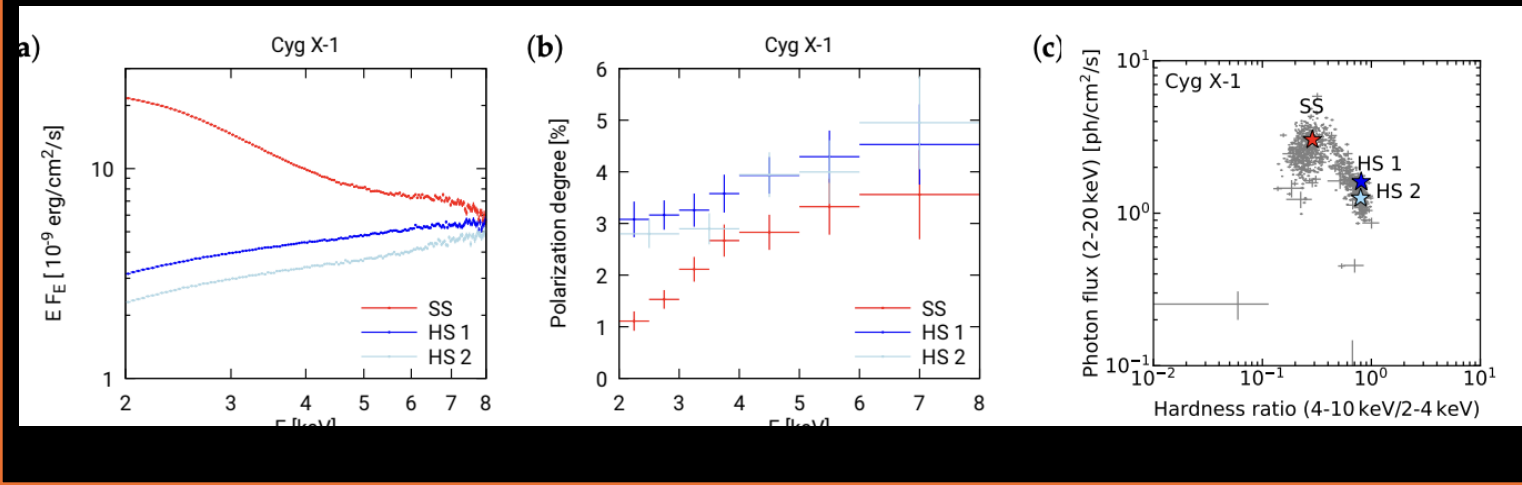 a)
Cyg X-1
E F_E [ 10^-9 erg/cm^2/s]
10
1
2 3 4 5 6 7 8
SS
HS 1
HS 2
E [keV]
(b)
Cyg X-1
Polarization degree [%]
6
5
4
3
2
1
0
2 3 4 5 6 7 8
SS
HS 1
HS 2
E [keV]
(c)
Cyg X-1
Photon flux (2-20 keV) [ph/cm^2/s]
10^1
10^0
10^-1
SS
HS 1
HS 2
10^-2 10^-1 10^0 10^1
Hardness ratio (4-10 keV/2-4 keV)